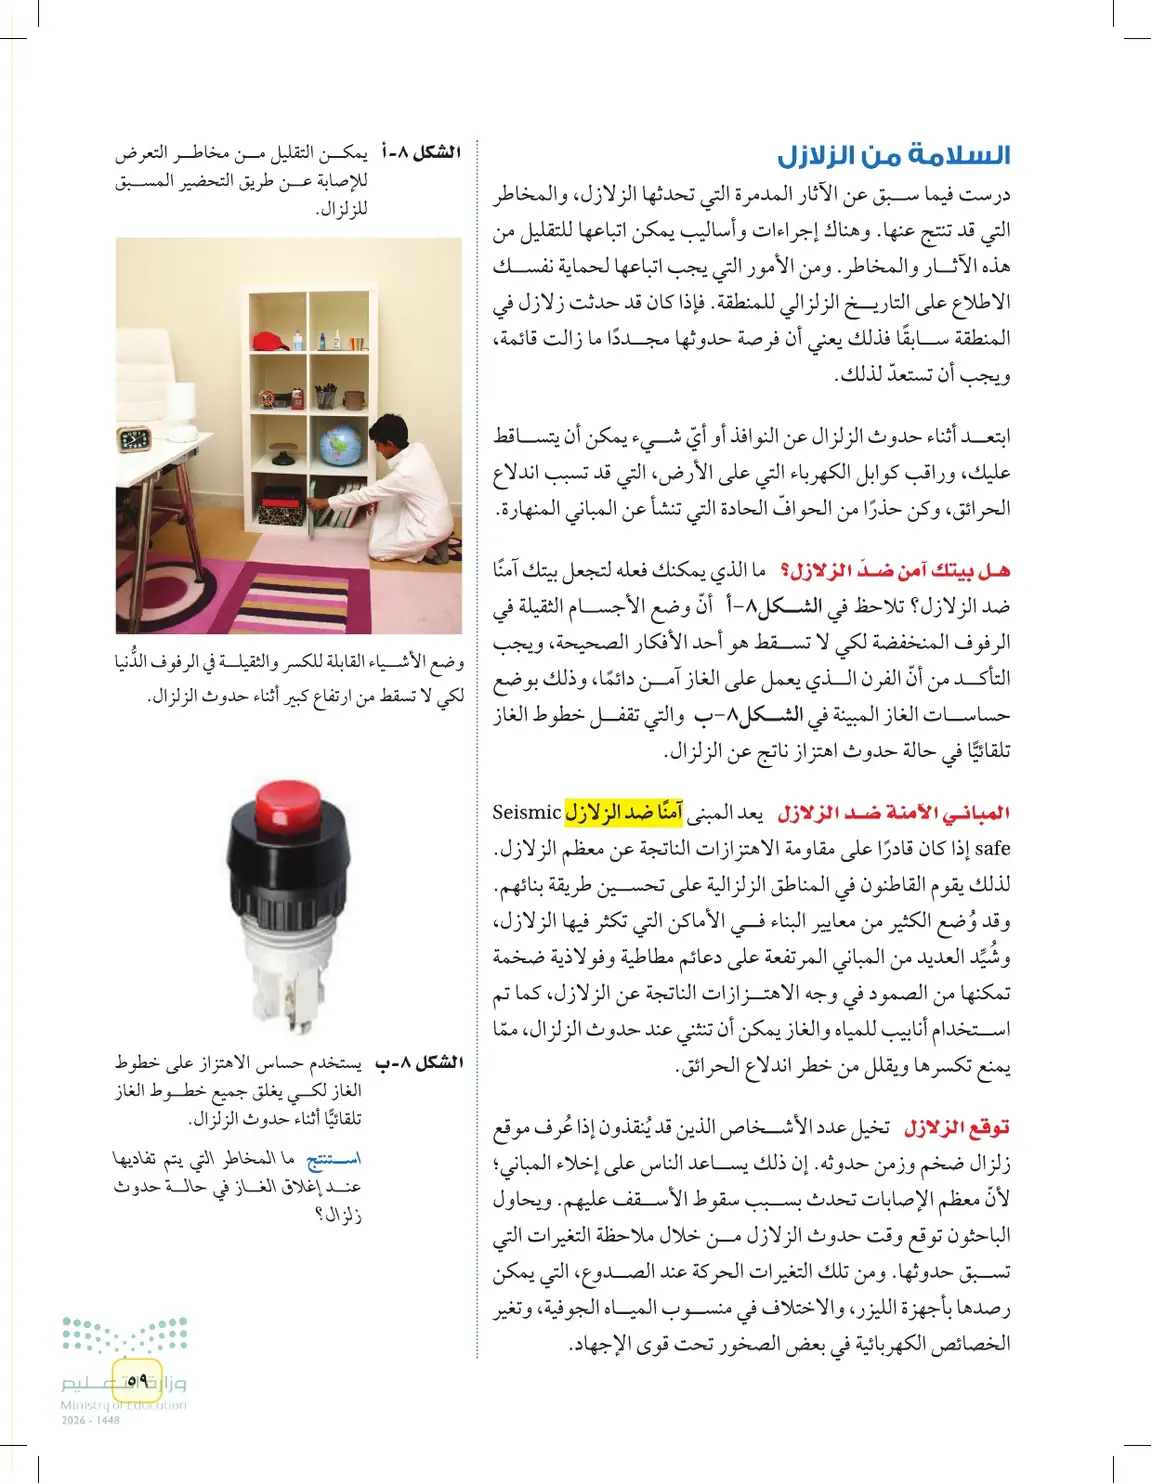 السلامة من الزلازل
درست فيما سبق عن الآثار المدمرة التي تحدثها الزلازل، والمخاطر
التي قد تنتج عنها. وهناك إجراءات وأساليب يمكن اتباعها للتقليل من
هذه الآثار والمخاطر. ومن الأمور التي يجب اتباعها لحماية نفسك
الاطلاع على التاريخ الزلزالي للمنطقة. فإذا كان قد حدثت زلازل في
المنطقة سابقًا فذلك يعني أن فرصة حدوثها مجددًا ما زالت قائمة،
ويجب أن تستعدّ لذلك.
ابتعد أثناء حدوث الزلزال عن النوافذ أو أيّ شيء يمكن أن يتساقط
عليك، وراقب كوابل الكهرباء التي على الأرض، التي قد تسبب اندلاع
الحرائق، وكن حذرًا من الحوافّ الحادة التي تنشأ عن المباني المنهارة.
هل بيتك آمن ضدّ الزلازل؟ ما الذي يمكنك فعله لتجعل بيتك آمنًا
ضد الزلازل؟ تلاحظ في الشكل ٨-أ أنّ وضع الأجسام الثقيلة في
الرفوف المنخفضة لكي لا تسقط هو أحد الأفكار الصحيحة، ويجب
التأكد من أنّ الفرن الذي يعمل على الغاز آمن دائمًا، وذلك بوضع
حساسات الغاز المبينة في الشكل ٨-ب والتي تقفل خطوط الغاز
تلقائيًّا في حالة حدوث اهتزاز ناتج عن الزلزال.
المباني الآمنة ضد الزلازل يعد المبنى آمنًا ضد الزلازل Seismic
safe إذا كان قادرًا على مقاومة الاهتزازات الناتجة عن معظم الزلازل.
لذلك يقوم القاطنون في المناطق الزلزالية على تحسين طريقة بنائهم.
وقد وُضع الكثير من معايير البناء في الأماكن التي تكثر فيها الزلازل،
وشُيِّد العديد من المباني المرتفعة على دعائم مطاطية وفولاذية ضخمة
تمكنها من الصمود في وجه الاهتزازات الناتجة عن الزلازل، كما تم
استخدام أنابيب للمياه والغاز يمكن أن تنثني عند حدوث الزلزال، ممّا
يمنع تكسرها ويقلل من خطر اندلاع الحرائق.
توقع الزلازل تخيل عدد الأشخاص الذين قد يُنقذون إذا عُرف موقع
زلزال ضخم وزمن حدوثه. إن ذلك يساعد الناس على إخلاء المباني؛
لأنّ معظم الإصابات تحدث بسبب سقوط الأسقف عليهم. ويحاول
الباحثون توقع وقت حدوث الزلازل من خلال ملاحظة التغيرات التي
تسبق حدوثها. ومن تلك التغيرات الحركة عند الصدوع، التي يمكن
رصدها بأجهزة الليزر، والاختلاف في منسوب المياه الجوفية، وتغير
الخصائص الكهربائية في بعض الصخور تحت قوى الإجهاد.
الشكل ٨-أ يمكن التقليل من مخاطر التعرض
للإصابة عن طريق التحضير المسبق
للزلزال.
وضع الأشياء القابلة للكسر والثقيلة في الرفوف الدُّنيا
لكي لا تسقط من ارتفاع كبير أثناء حدوث الزلزال.
الشكل ٨-ب يستخدم حساس الاهتزاز على خطوط
الغاز لكي يغلق جميع خطوط الغاز
تلقائيًّا أثناء حدوث الزلزال.
استنتج ما المخاطر التي يتم تفاديها
عند إغلاق الغاز في حالة حدوث
زلزال؟
وزارة التعليم
٥٩
Ministry of Education
2026 - 1448